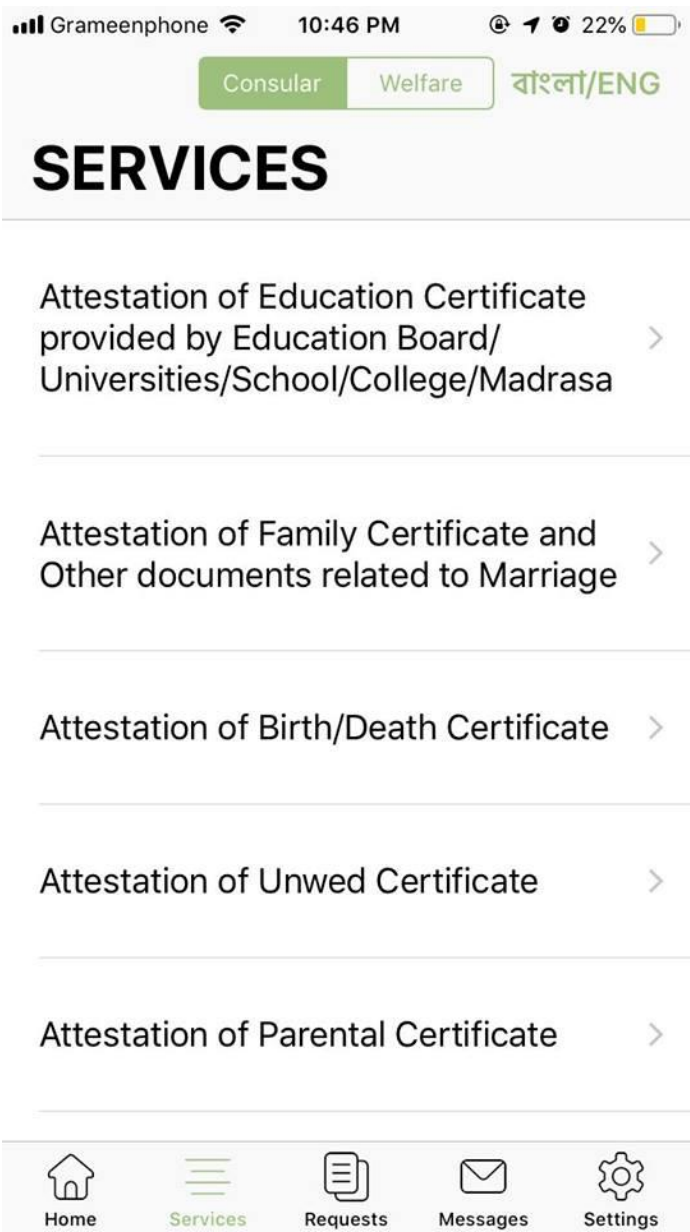 Grameenphone 10:46 PM 22%
Consular Welfare বাংলা/ENG
SERVICES
Attestation of Education Certificate
provided by Education Board/
Universities/School/College/Madrasa
Attestation of Family Certificate and
Other documents related to Marriage
Attestation of Birth/Death Certificate
Attestation of Unwed Certificate
Attestation of Parental Certificate
Home Services Requests Messages Settings